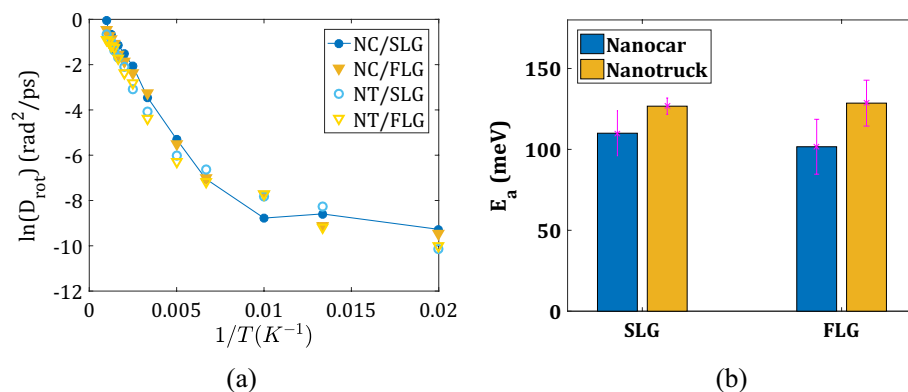 0
-2
-4
-6
-8
-10
-12
ln(D_rot) (rad^2/ps)
NC/SLG
NC/FLG
NT/SLG
NT/FLG
0 0.005 0.01 0.015 0.02
1/T(K^-1)
(a)
150
100
50
0
E_a (meV)
Nanocar
Nanotruck
SLG FLG
(b)